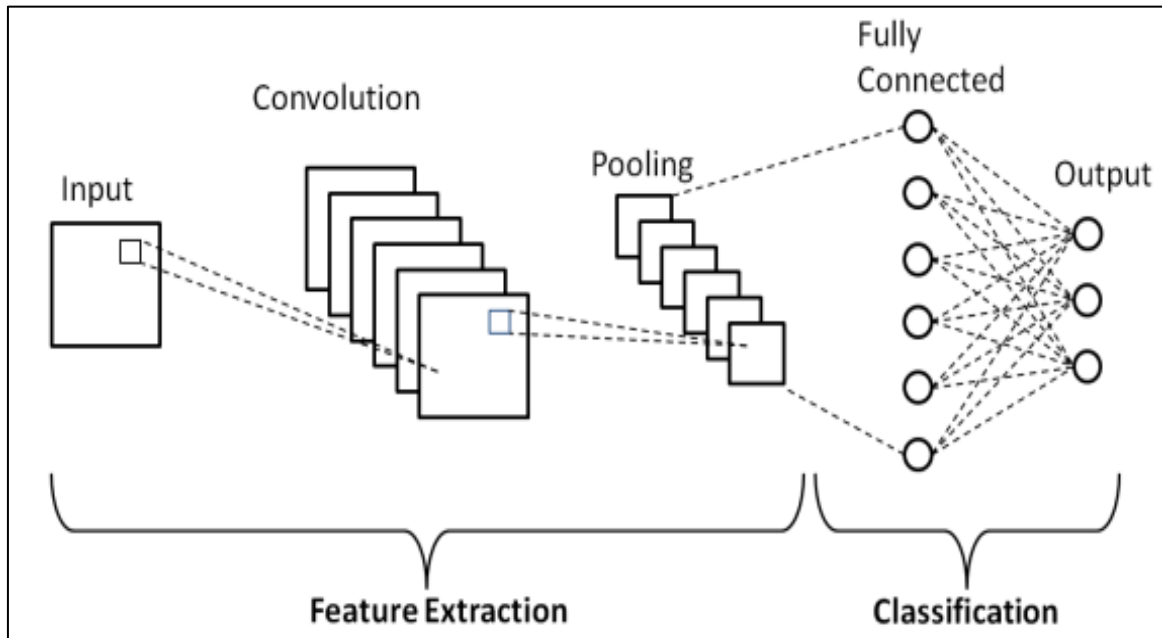 Fully
Connected
Convolution
Pooling
Input
Output
Feature Extraction
Classification